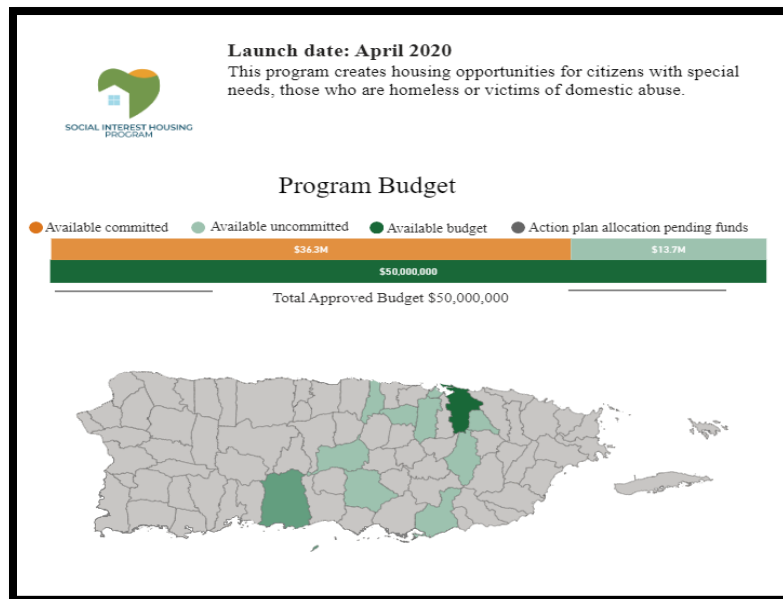 Launch date: April 2020
This program creates housing opportunities for citizens with special
needs, those who are homeless or victims of domestic abuse.
SOCIAL INTEREST HOUSING
PROGRAM
Program Budget
Available committed Available uncommitted Available budget Action plan allocation pending funds
$36.3M $13.7M
$50,000,000
Total Approved Budget $50,000,000